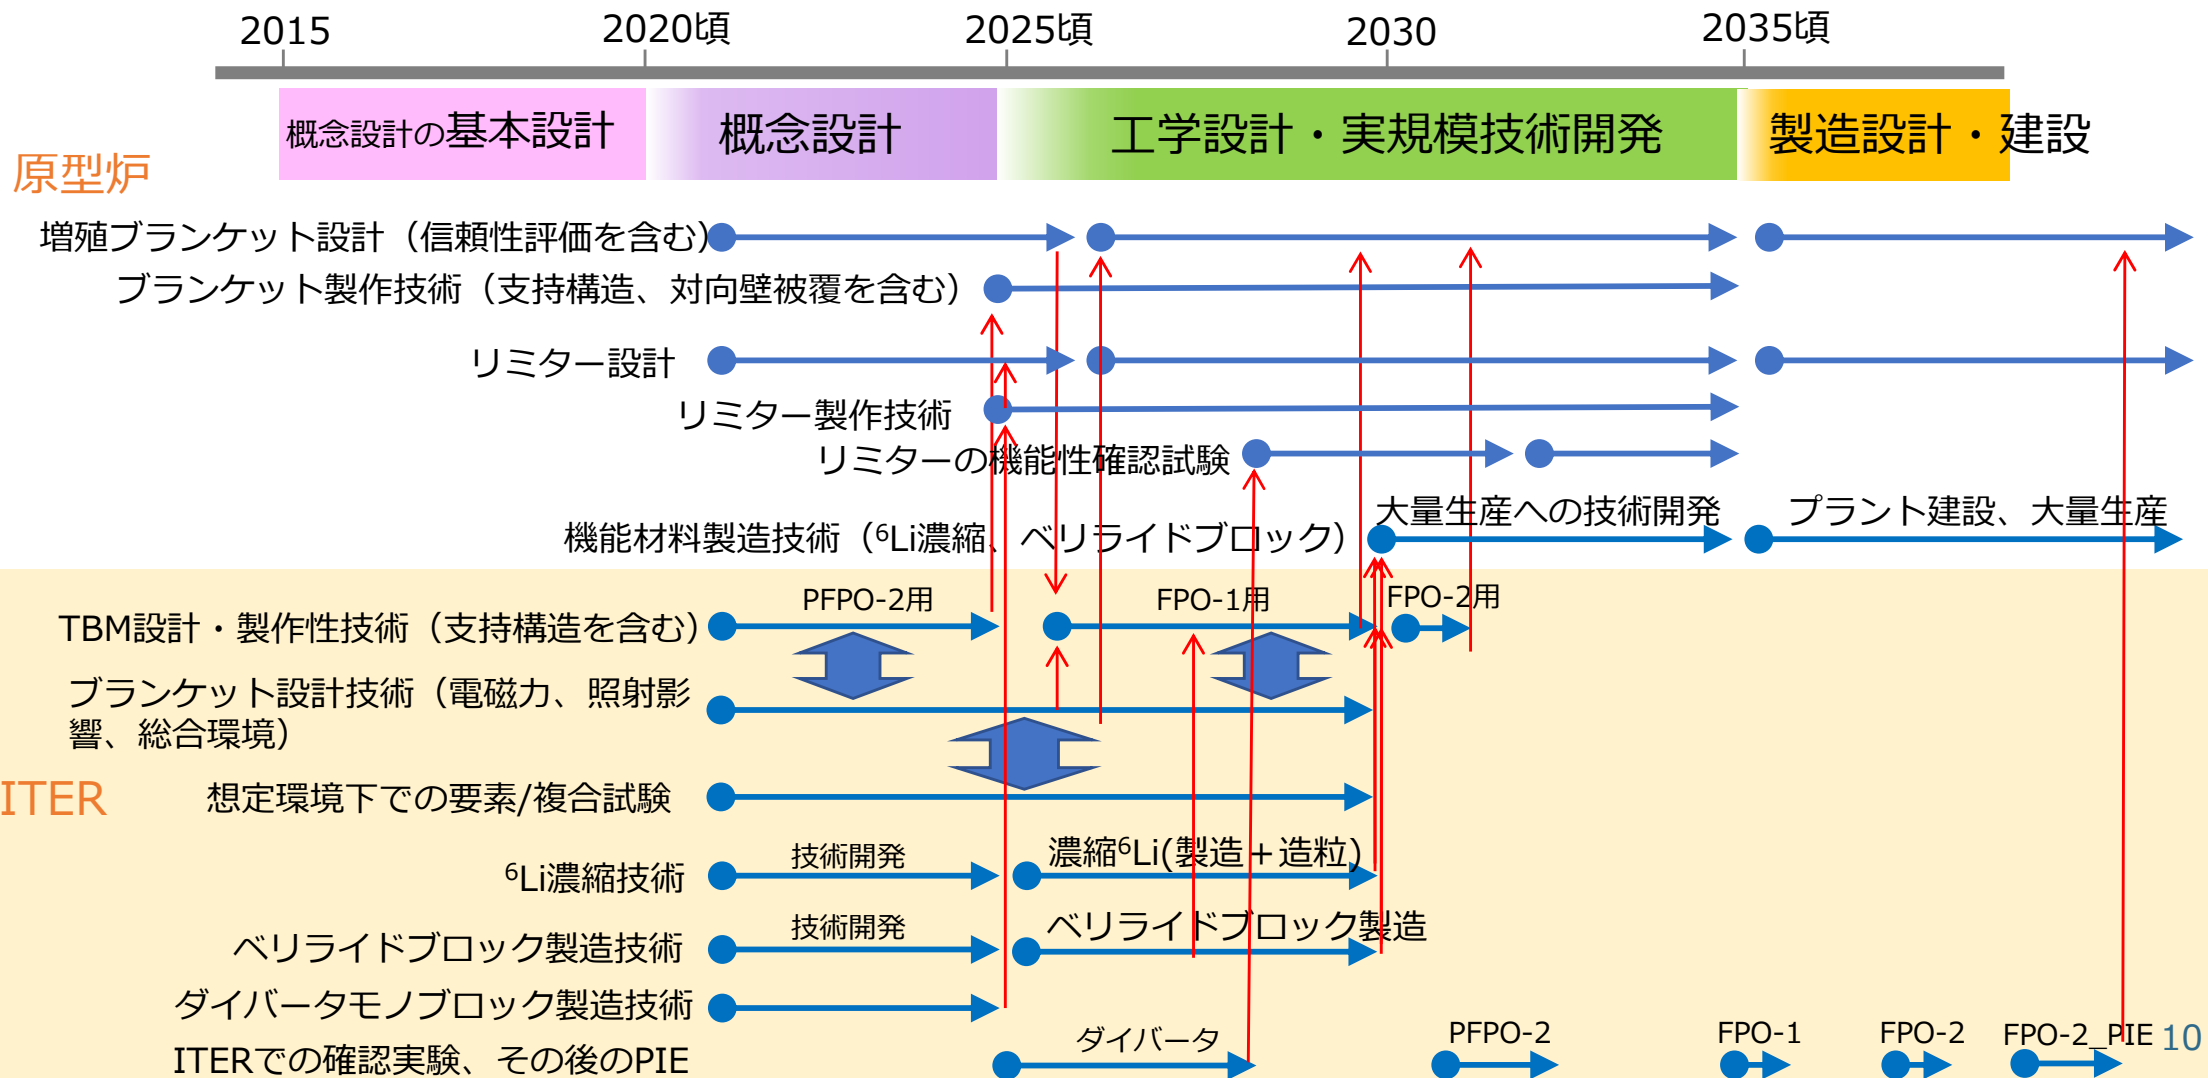 2015
2020頃
2025頃
2030
2035頃
概念設計の基本設計
概念設計
工学設計・実規模技術開発
製造設計・建設
原型炉
増殖ブランケット設計（信頼性評価を含む）
ブランケット製作技術（支持構造、対向壁被覆を含む）
リミター設計
リミター製作技術
リミターの機能性確認試験
大量生産への技術開発
プラント建設、大量生産
機能材料製造技術（⁶Li濃縮、ベリライドブロック）
PFPO-2用
FPO-1用
FPO-2用
TBM設計・製作性技術（支持構造を含む）
ブランケット設計技術（電磁力、照射影
響、総合環境）
ITER
想定環境下での要素/複合試験
技術開発
濃縮⁶Li(製造＋造粒)
⁶Li濃縮技術
技術開発
ベリライドブロック製造
ベリライドブロック製造技術
ダイバータモノブロック製造技術
ダイバータ
PFPO-2
FPO-1
FPO-2
FPO-2_PIE
10
ITERでの確認実験、その後のPIE